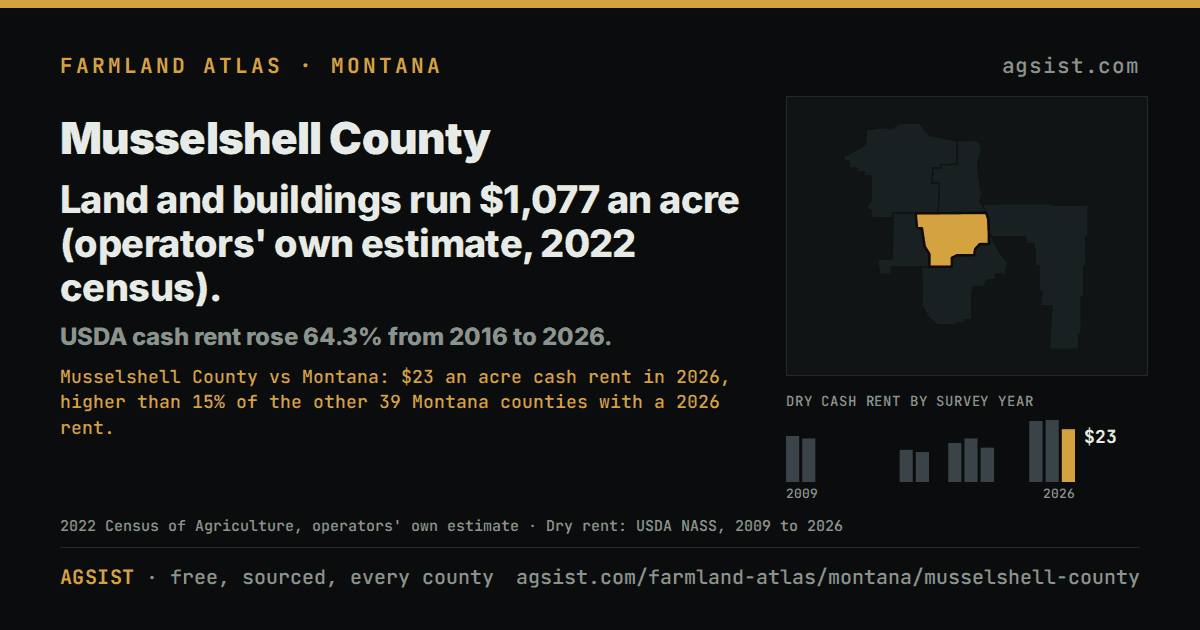 FARMLAND ATLAS · MONTANA
agsist.com
Musselshell County
Land and buildings run $1,077 an acre
(operators' own estimate, 2022
census).
USDA cash rent rose 64.3% from 2016 to 2026.
Musselshell County vs Montana: $23 an acre cash rent in 2026,
higher than 15% of the other 39 Montana counties with a 2026
rent.
DRY CASH RENT BY SURVEY YEAR
$23
2009
2026
2022 Census of Agriculture, operators' own estimate · Dry rent: USDA NASS, 2009 to 2026
AGSIST · free, sourced, every county
agsist.com/farmland-atlas/montana/musselshell-county